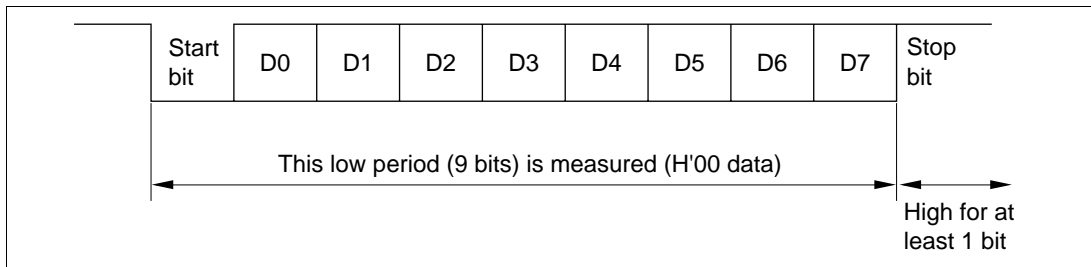 Start
bit
D0
D1
D2
D3
D4
D5
D6
D7
Stop
bit
This low period (9 bits) is measured (H'00 data)
High for at
least 1 bit